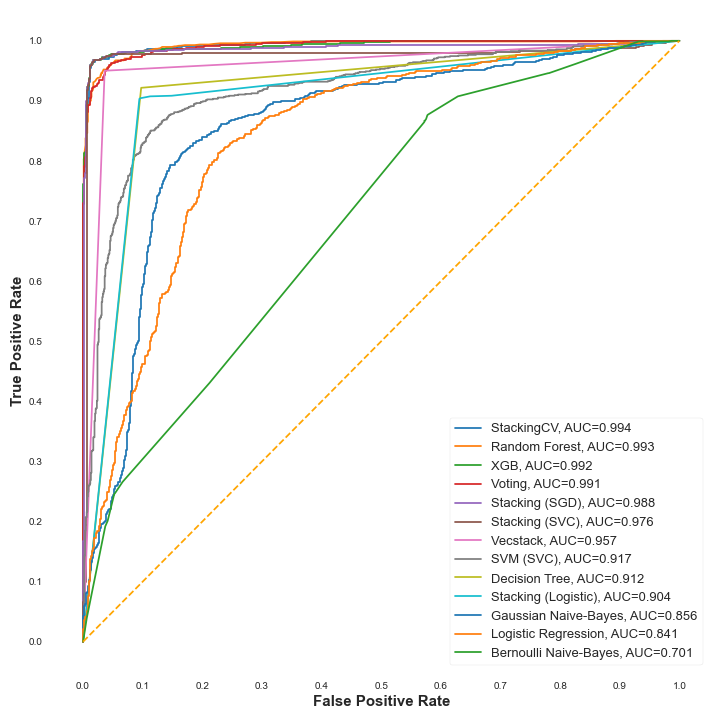 1.0
0.9
0.8
0.7
0.6
0.5
0.4
0.3
0.2
0.1
0.0
True Positive Rate
StackingCV, AUC=0.994
Random Forest, AUC=0.993
XGB, AUC=0.992
Voting, AUC=0.991
Stacking (SGD), AUC=0.988
Stacking (SVC), AUC=0.976
Vecstack, AUC=0.957
SVM (SVC), AUC=0.917
Decision Tree, AUC=0.912
Stacking (Logistic), AUC=0.904
Gaussian Naive-Bayes, AUC=0.856
Logistic Regression, AUC=0.841
Bernoulli Naive-Bayes, AUC=0.701
0.0 0.1 0.2 0.3 0.4 0.5 0.6 0.7 0.8 0.9 1.0
False Positive Rate